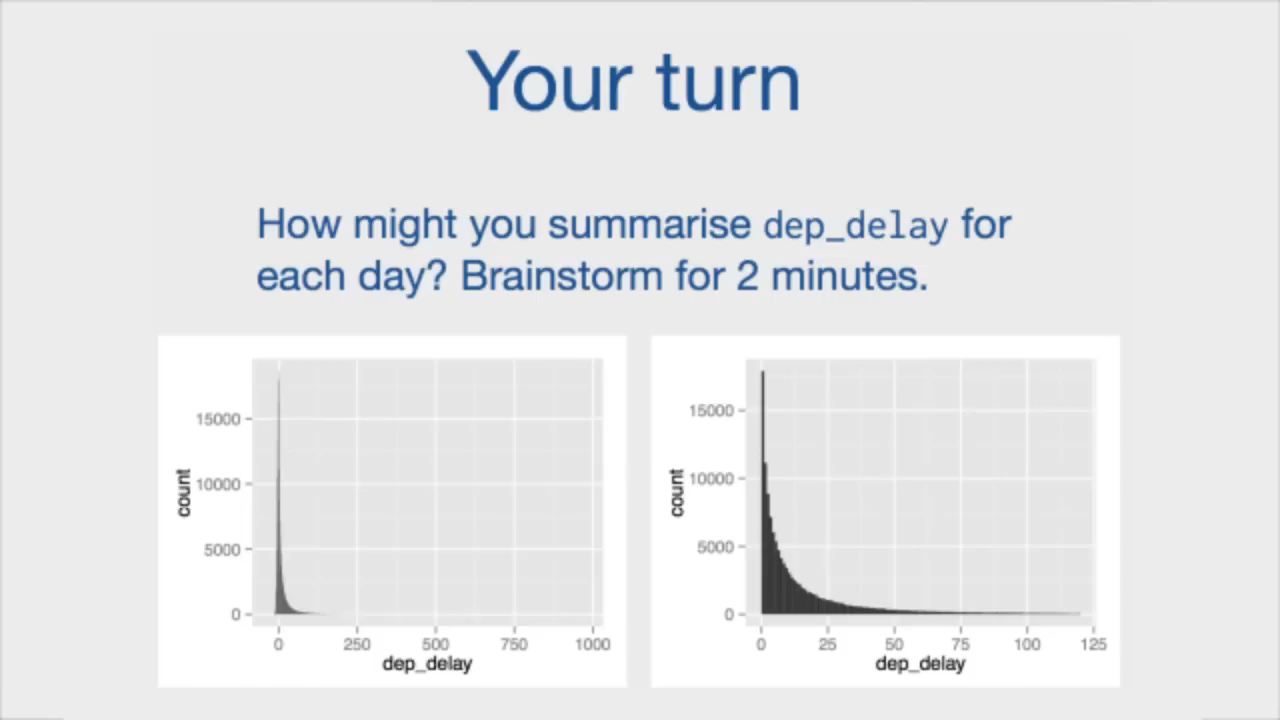 Your turn
How might you summarise dep_delay for
each day? Brainstorm for 2 minutes.
15000
10000
5000
0
count
0 250 500 750 1000
dep_delay
15000
10000
5000
0
count
0 25 50 75 100 125
dep_delay